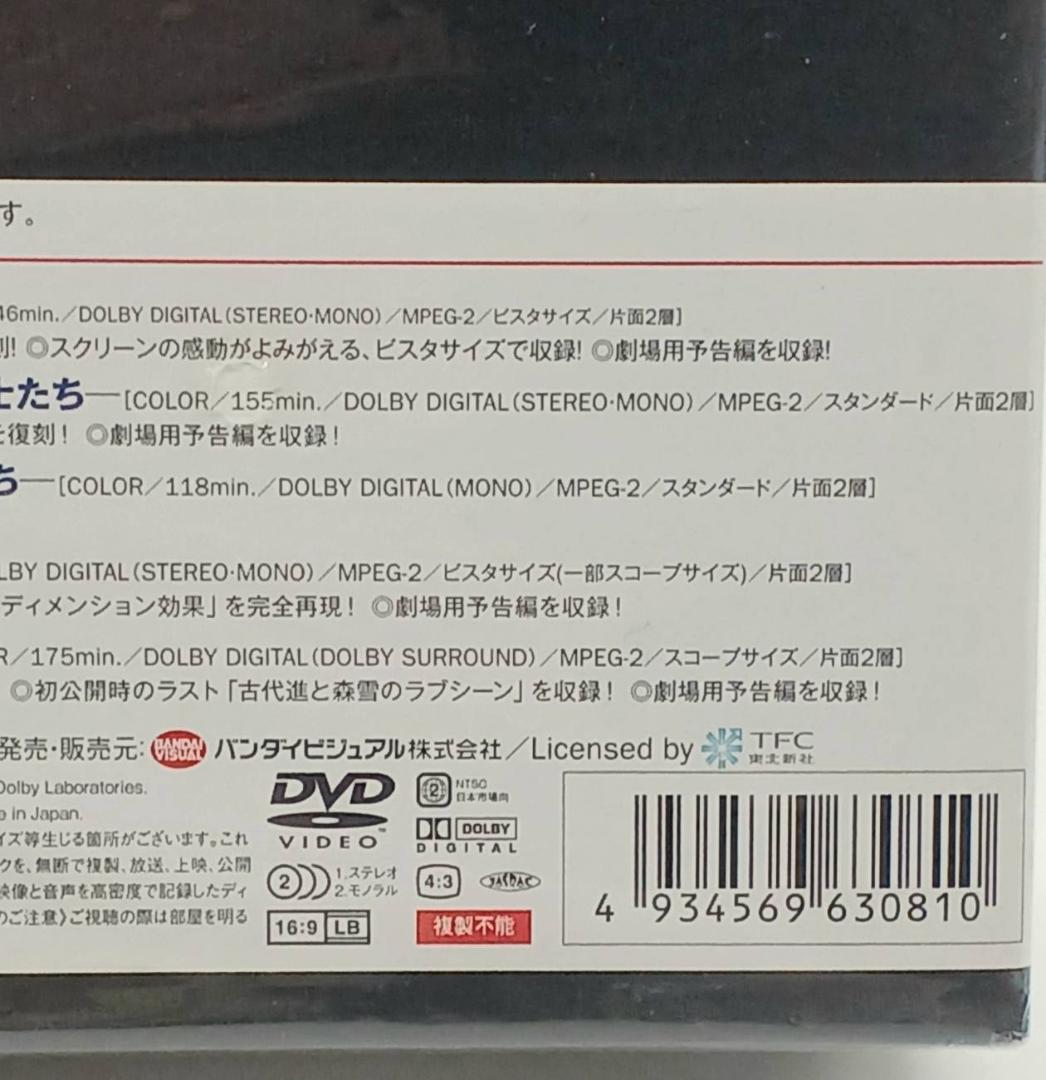 す。
46min.／DOLBY DIGITAL(STEREO·MONO)／MPEG-2／ビスタサイズ／片面2層]
刻! ◎スクリーンの感動がよみがえる、ビスタサイズで収録! ◎劇場用予告編を収録!
士たち—[COLOR／155min.／DOLBY DIGITAL(STEREO·MONO)／MPEG-2／スタンダード／片面2層]
を復刻! ◎劇場用予告編を収録!
ち—[COLOR／118min.／DOLBY DIGITAL(MONO)／MPEG-2／スタンダード／片面2層]
LBY DIGITAL(STEREO·MONO)／MPEG-2／ビスタサイズ(一部スコープサイズ)／片面2層]
ディメンション効果」を完全再現! ◎劇場用予告編を収録!
R／175min.／DOLBY DIGITAL(DOLBY SURROUND)／MPEG-2／スコープサイズ／片面2層]
◎初公開時のラスト「古代進と森雪のラブシーン」を収録! ◎劇場用予告編を収録!
発売・販売元: BANDAI VISUAL バンダイビジュアル株式会社／Licensed by TFC 東北新社
Dolby Laboratories.
e in Japan.
イズ等生じる箇所がございます。これ
クを、無断で複製、放送、上映、公開
映像と音声を高密度で記録したディ
のご注意》ご視聴の際は部屋を明る
DVD
VIDEO™
2 NTSC 日本市場向
DOLBY
DIGITAL
2 1.ステレオ
2.モノラル
4:3
16:9 LB
複製不能
4 934569 630810